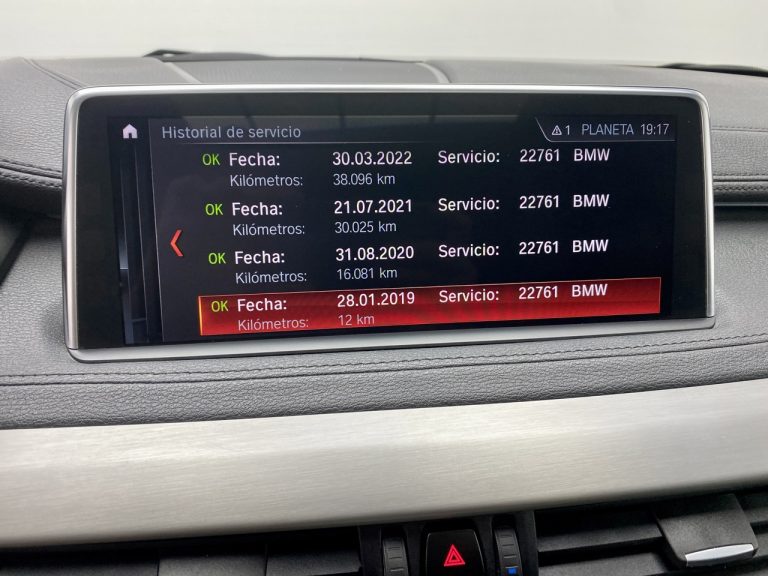 Historial de servicio
1 PLANETA 19:17
OK Fecha: 30.03.2022 Servicio: 22761 BMW
Kilómetros: 38.096 km
OK Fecha: 21.07.2021 Servicio: 22761 BMW
Kilómetros: 30.025 km
OK Fecha: 31.08.2020 Servicio: 22761 BMW
Kilómetros: 16.081 km
OK Fecha: 28.01.2019 Servicio: 22761 BMW
Kilómetros: 12 km